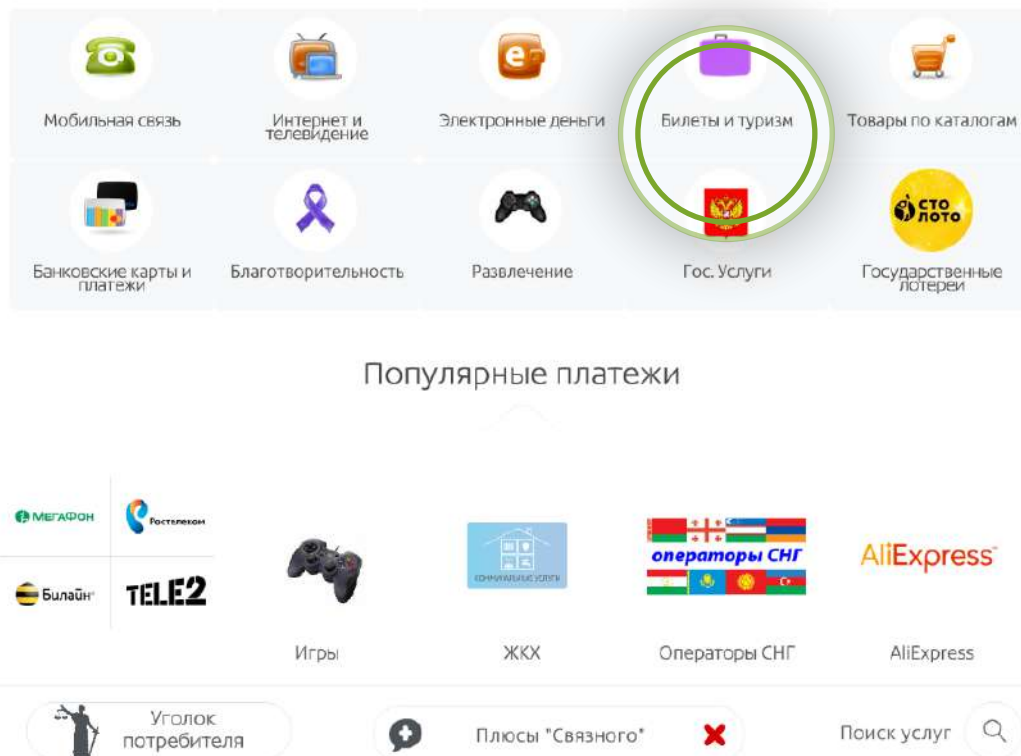 Мобильная связь
Интернет и
телевидение
Электронные деньги
Билеты и туризм
Товары по каталогам
СТО
ЛОТО
Банковские карты и
платежи
Благотворительность
Развлечение
Гос. Услуги
Государственные
лотереи
Популярные платежи
МЕГАФОН
Ростелеком
Билайн
TELE2
КОММУНАЛЬНЫЕ УСЛУГИ
операторы СНГ
AliExpress
Игры
ЖКХ
Операторы СНГ
AliExpress
Уголок
потребителя
Плюсы "Связного"
Поиск услуг